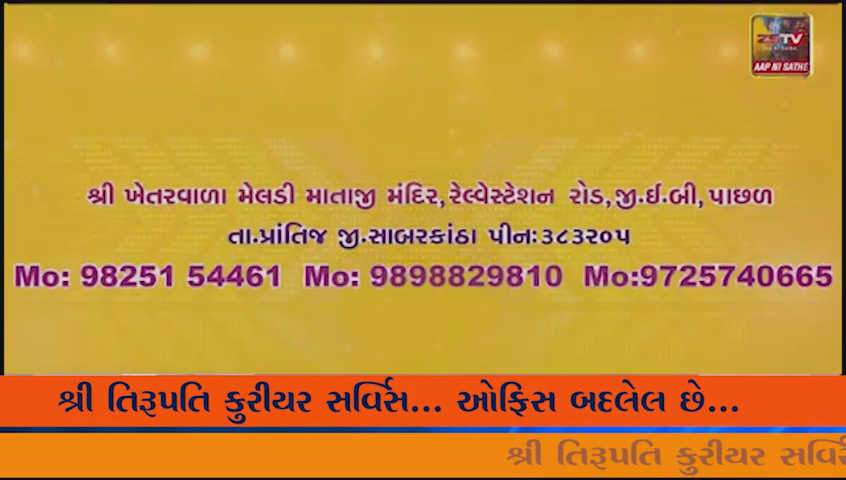 ZSTV
AAP NI SATHE
શ્રી ખેતરવાળા મેલડી માતાજી મંદિર,રેલ્વેસ્ટેશન રોડ,જી.ઈ.બી,પાછળ
તા.પ્રાંતિજ જી.સાબરકાંઠા પીનઃ૩૮૩૨૦૫
Mo: 98251 54461 Mo: 9898829810 Mo:9725740665
શ્રી તિરૂપતિ કુરીયર સર્વિસ... ઓફિસ બદલેલ છે...
શ્રી તિરૂપતિ કુરીયર